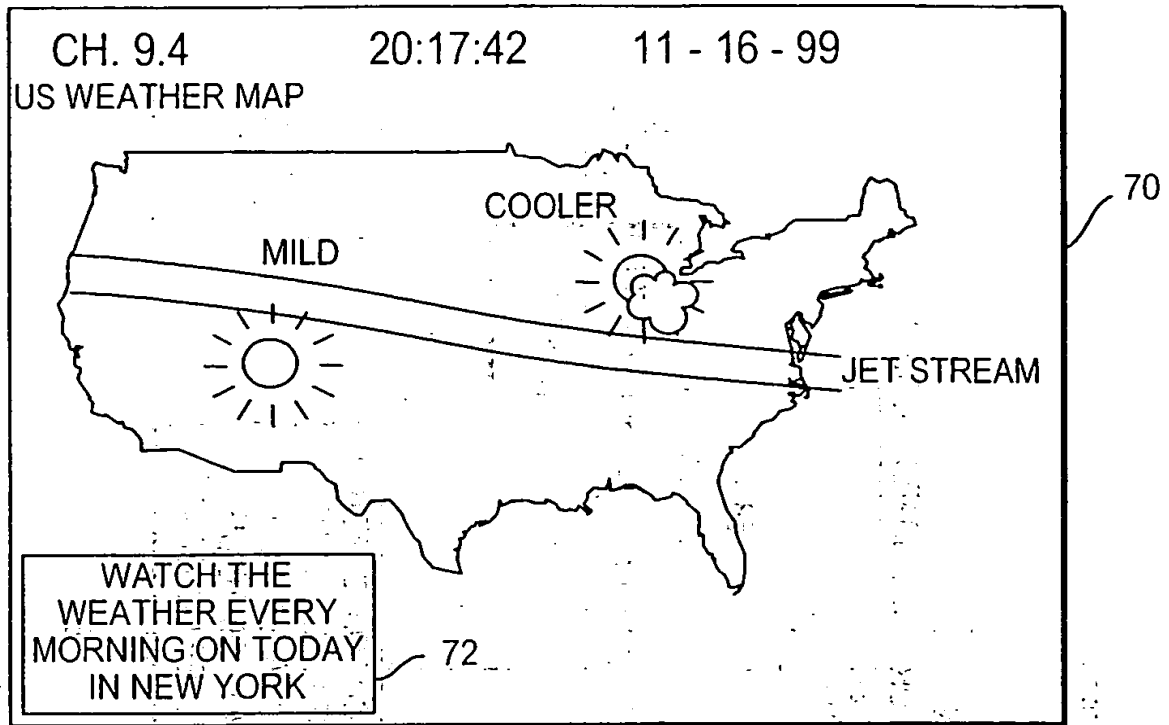 CH. 9.4 20:17:42 11 - 16 - 99
US WEATHER MAP
70
COOLER
MILD
JET STREAM
WATCH THE
WEATHER EVERY
MORNING ON TODAY
IN NEW YORK
72